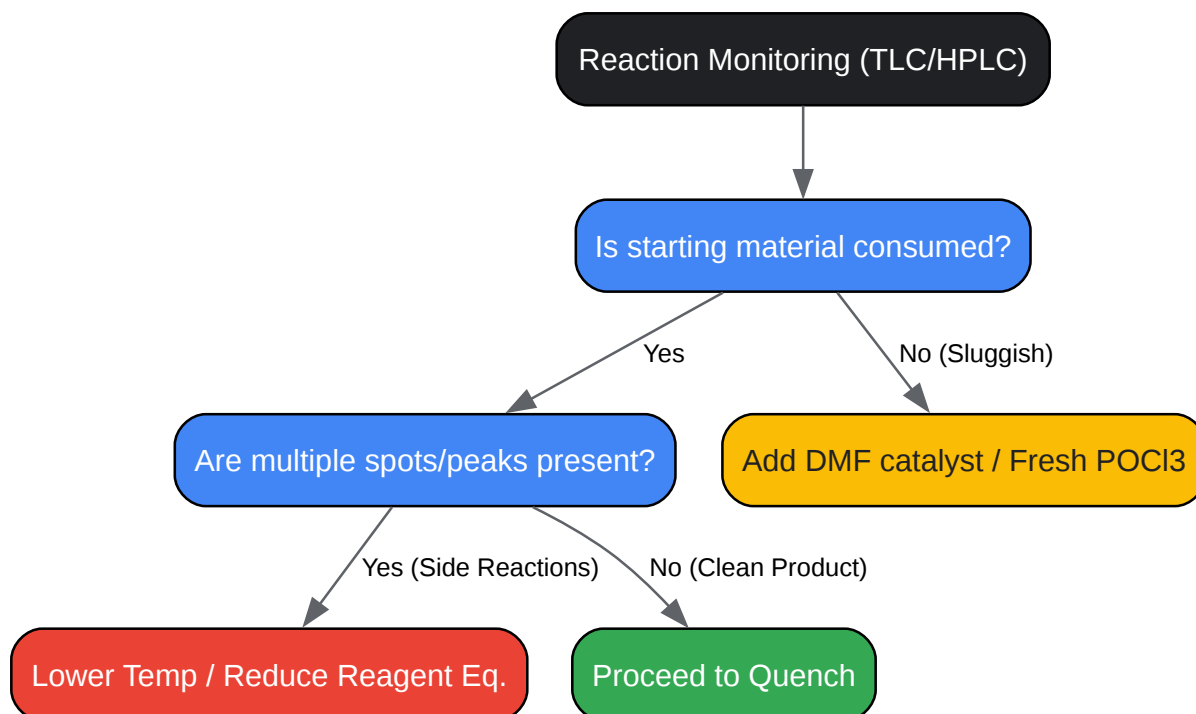 Reaction Monitoring (TLC/HPLC)
Is starting material consumed?
Yes
No (Sluggish)
Are multiple spots/peaks present?
Add DMF catalyst / Fresh POCl3
Yes (Side Reactions)
No (Clean Product)
Lower Temp / Reduce Reagent Eq.
Proceed to Quench